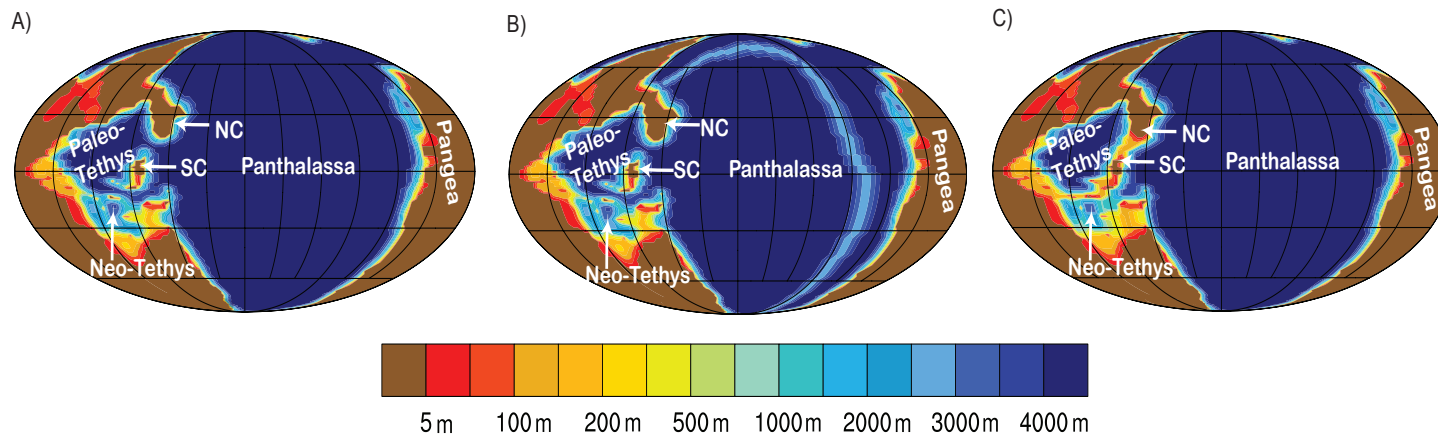 A)
Paleo-
Tethys
NC
SC
Panthalassa
Neo-Tethys
Pangea
B)
Paleo-
Tethys
NC
SC
Panthalassa
Neo-Tethys
Pangea
C)
Paleo-
Tethys
NC
SC
Panthalassa
Neo-Tethys
Pangea
5 m 100 m 200 m 500 m 1000 m 2000 m 3000 m 4000 m